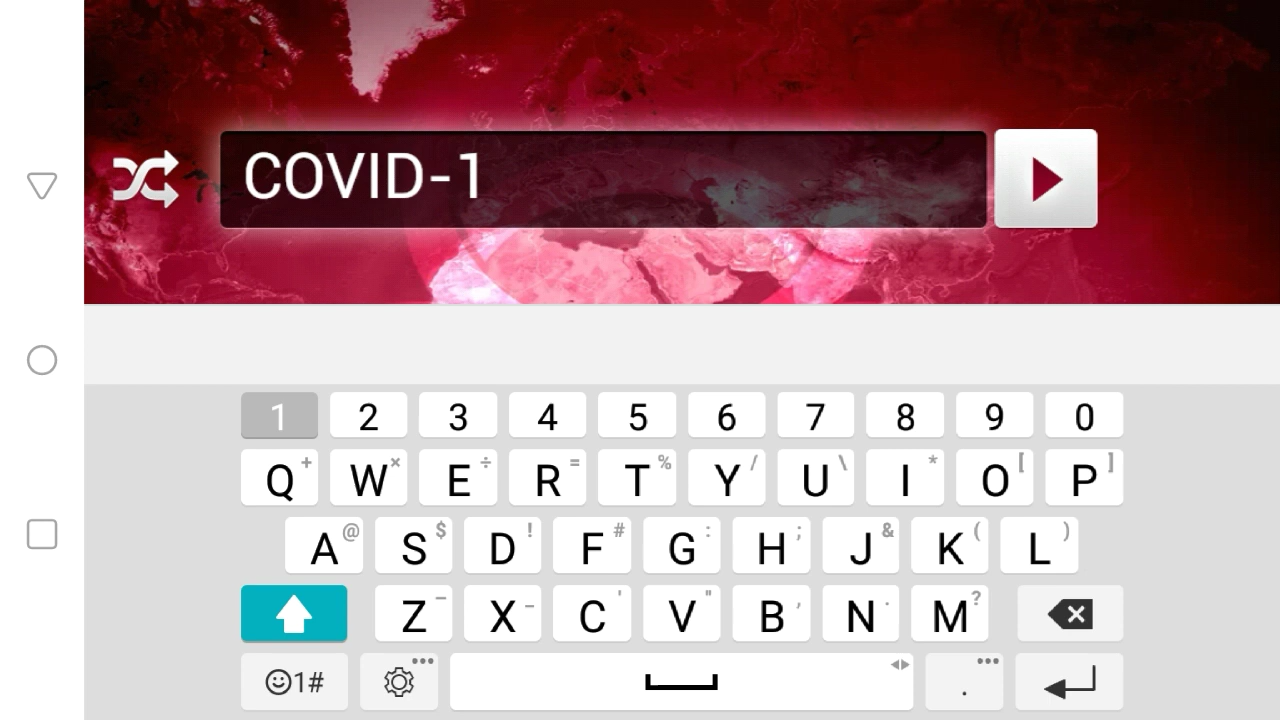 COVID-1
1 2 3 4 5 6 7 8 9 0
Q + W × E ÷ R = T % Y / U \ I * O [ P ]
A @ S $ D ! F # G : H ; J & K ( L )
Z – X - C ' V " B , N . M ?
1# ... .